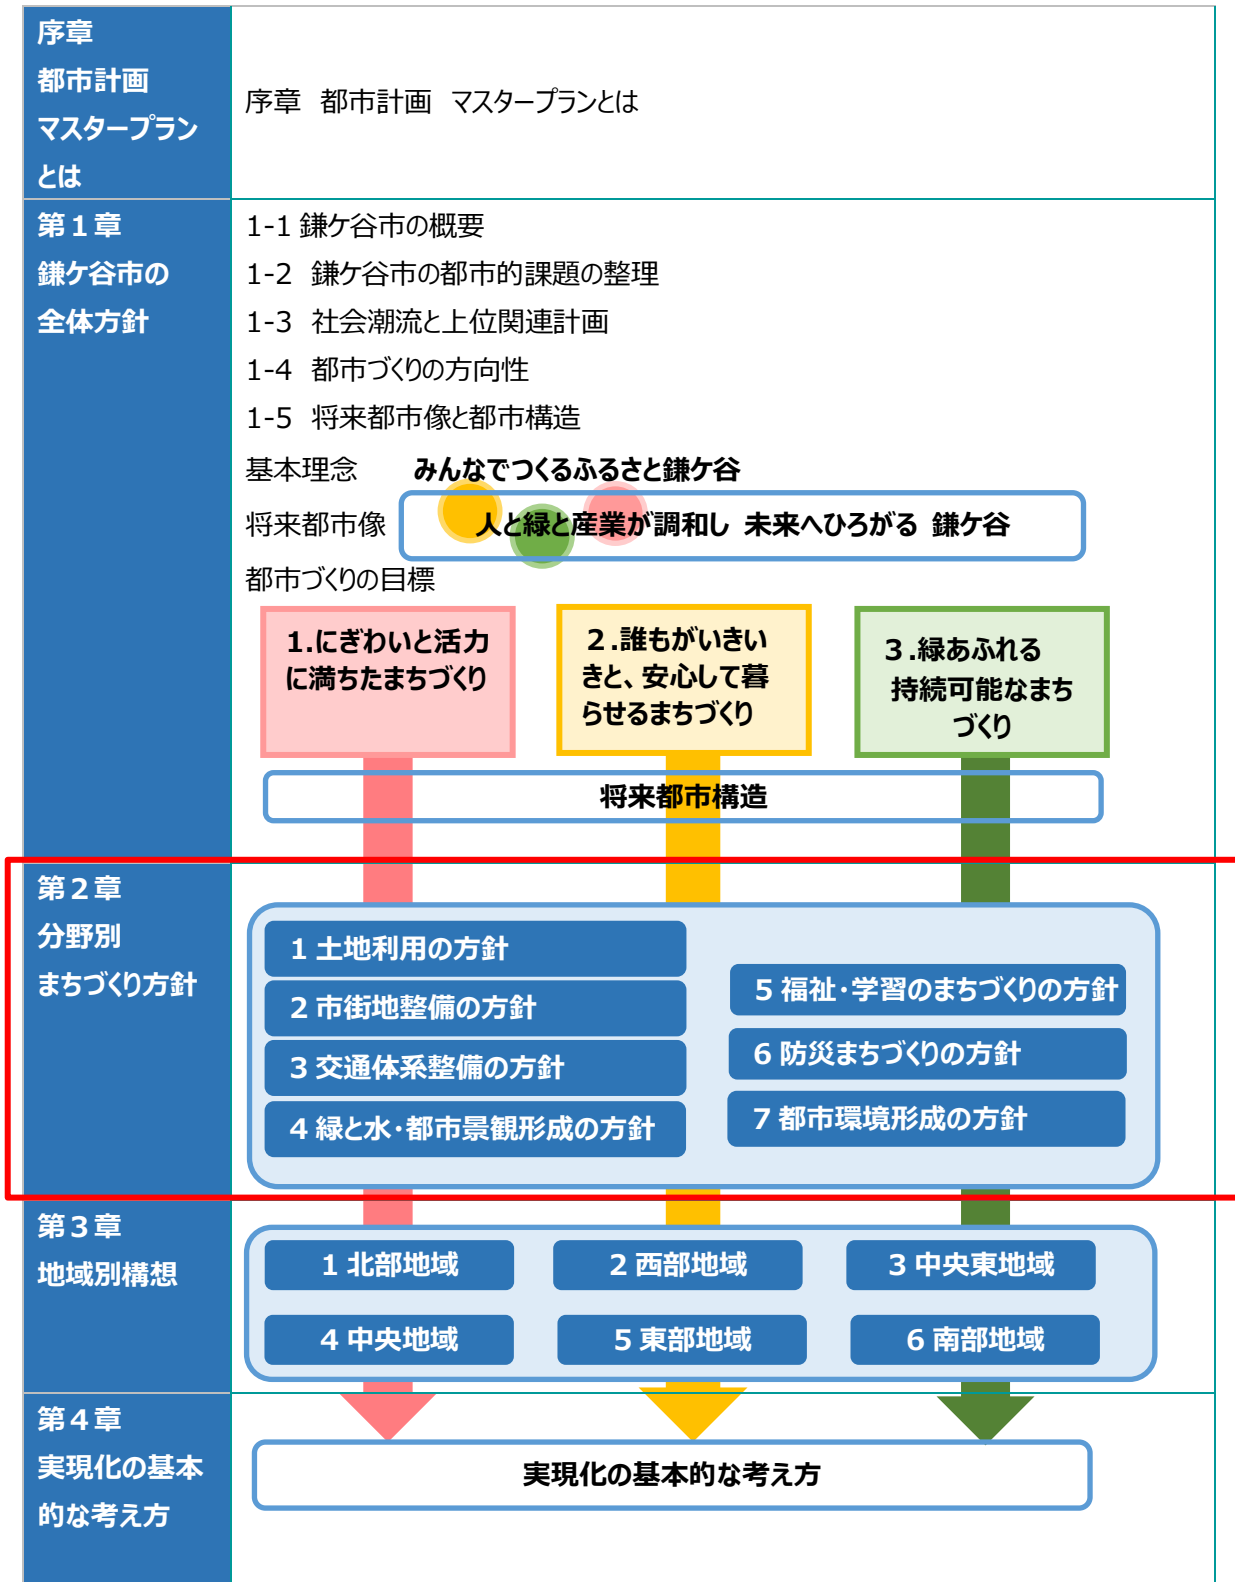 序章
都市計画
マスタープラン
とは
序章 都市計画 マスタープランとは
第１章
鎌ケ谷市の
全体方針
1-1 鎌ケ谷市の概要
1-2 鎌ケ谷市の都市的課題の整理
1-3 社会潮流と上位関連計画
1-4 都市づくりの方向性
1-5 将来都市像と都市構造
基本理念 みんなでつくるふるさと鎌ケ谷
将来都市像 人と緑と産業が調和し 未来へひろがる 鎌ケ谷
都市づくりの目標
1.にぎわいと活力
に満ちたまちづくり
２.誰もがいきい
きと、安心して暮
らせるまちづくり
３.緑あふれる
持続可能なまち
づくり
将来都市構造
第２章
分野別
まちづくり方針
1 土地利用の方針
2 市街地整備の方針
3 交通体系整備の方針
4 緑と水・都市景観形成の方針
5 福祉・学習のまちづくりの方針
6 防災まちづくりの方針
7 都市環境形成の方針
第３章
地域別構想
1 北部地域
2 西部地域
3 中央東地域
4 中央地域
5 東部地域
6 南部地域
第４章
実現化の基本
的な考え方
実現化の基本的な考え方